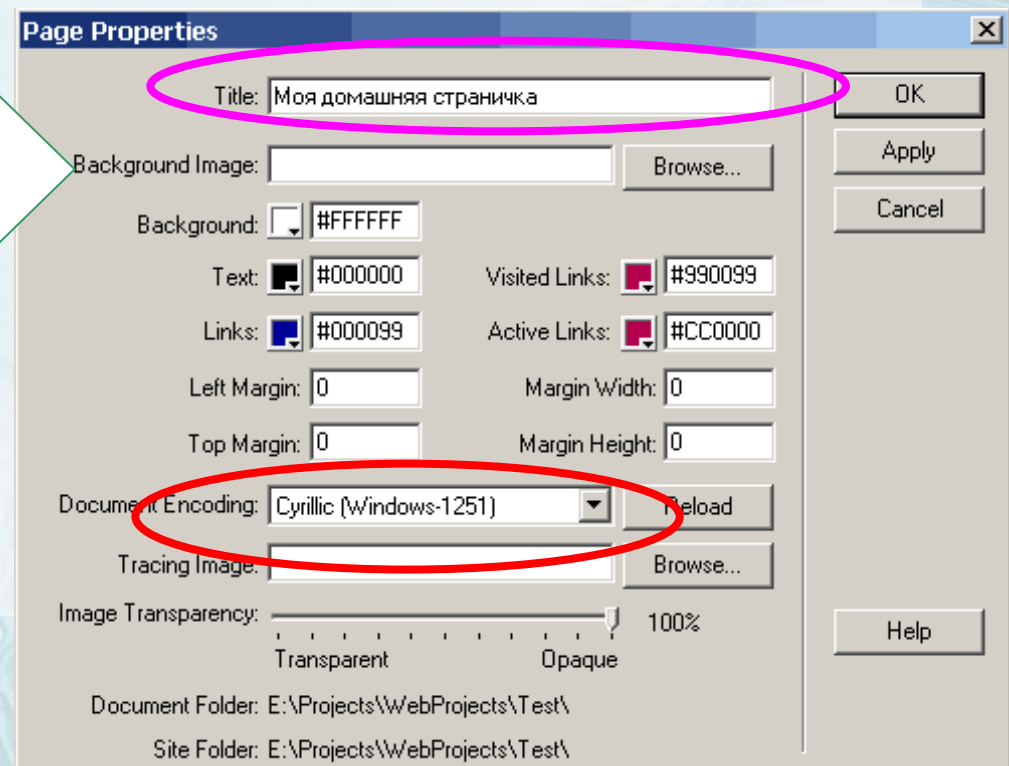 Page Properties
Title: Моя домашняя страничка
OK
Background Image: Browse...
Apply
Background: #FFFFFF
Cancel
Text: #000000 Visited Links: #990099
Links: #000099 Active Links: #CC0000
Left Margin: 0 Margin Width: 0
Top Margin: 0 Margin Height: 0
Document Encoding: Cyrillic (Windows-1251) Reload
Tracing Image: Browse...
Image Transparency: 100%
Transparent Opaque
Help
Document Folder: E:\Projects\WebProjects\Test\
Site Folder: E:\Projects\WebProjects\Test\